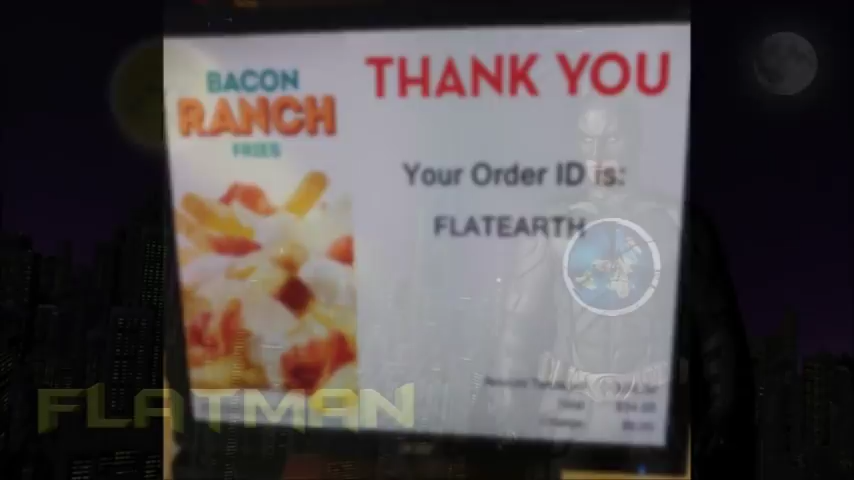 BACON
RANCH
FRIES
THANK YOU
Your Order ID is:
FLATEARTH
FLATMAN